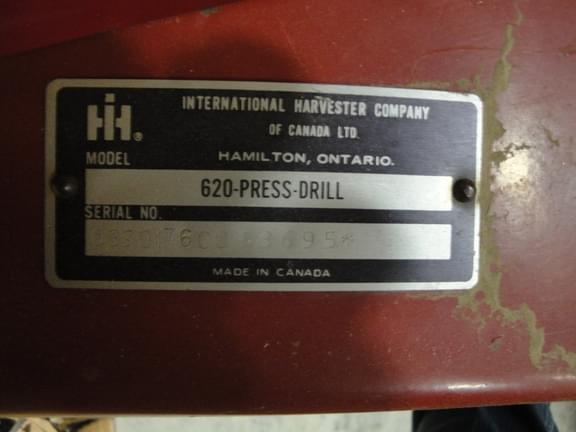 IH®
INTERNATIONAL HARVESTER COMPANY
OF CANADA LTD.
MODEL
HAMILTON, ONTARIO.
620-PRESS-DRILL
SERIAL NO.
MADE IN CANADA